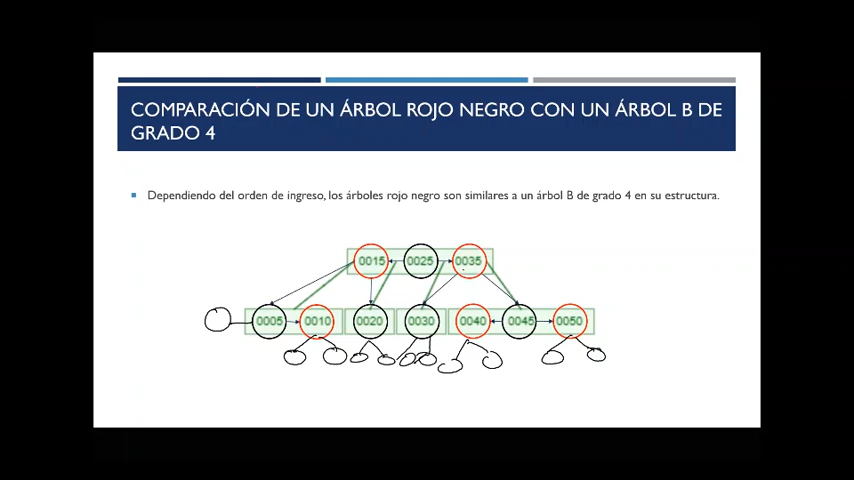 COMPARACIÓN DE UN ÁRBOL ROJO NEGRO CON UN ÁRBOL B DE
GRADO 4
Dependiendo del orden de ingreso, los árboles rojo negro son similares a un árbol B de grado 4 en su estructura.
0015 0025 0035
0005 0010 0020 0030 0040 0045 0050